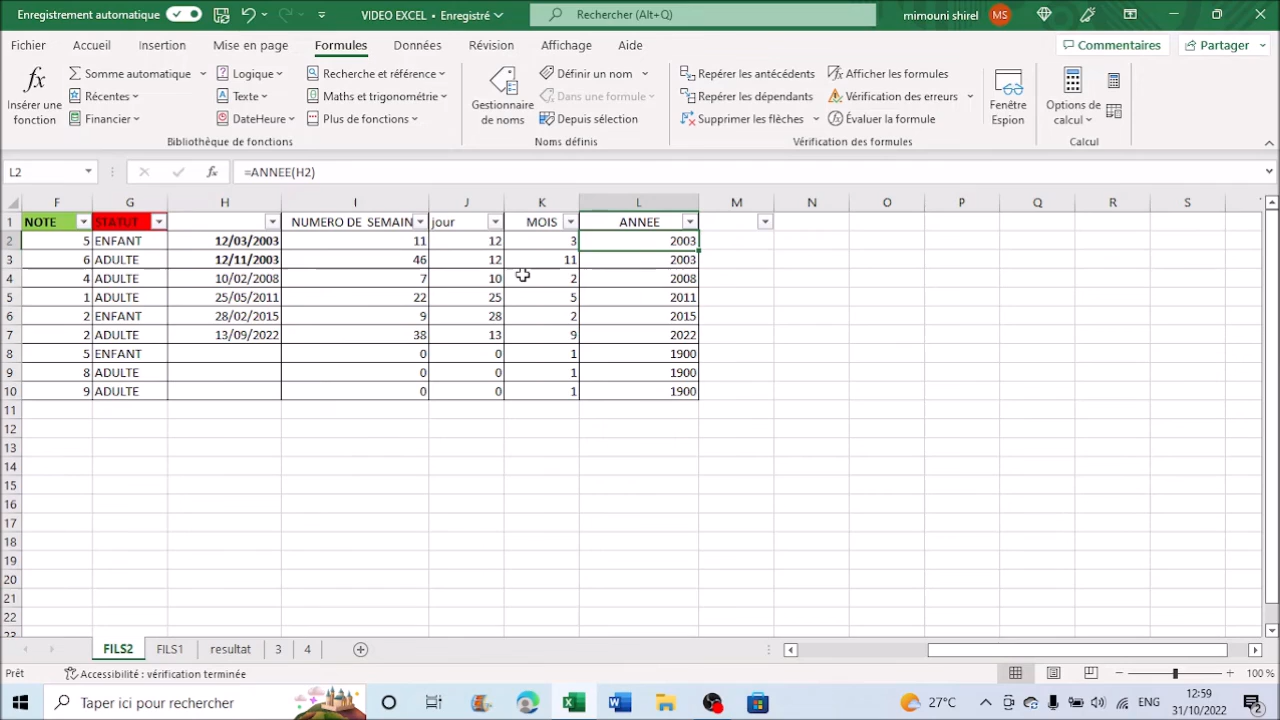 Enregistrement automatique VIDEO EXCEL • Enregistré Rechercher (Alt+Q) mimouni shirel MS
Fichier Accueil Insertion Mise en page Formules Données Révision Affichage Aide Commentaires Partager
Insérer une fonction
Somme automatique
Récentes
Financier
Logique
Texte
DateHeure
Recherche et référence
Maths et trigonométrie
Plus de fonctions
Bibliothèque de fonctions
Gestionnaire de noms
Définir un nom
Dans une formule
Depuis sélection
Noms définis
Repérer les antécédents
Repérer les dépendants
Supprimer les flèches
Afficher les formules
Vérification des erreurs
Évaluer la formule
Vérification des formules
Fenêtre Espion
Options de calcul
Calcul
L2 fx =ANNEE(H2)
F G H I J K L M N O P Q R S
1 NOTE STATUT NUMERO DE SEMAIN jour MOIS ANNEE
2 5 ENFANT 12/03/2003 11 12 3 2003
3 6 ADULTE 12/11/2003 46 12 11 2003
4 4 ADULTE 10/02/2008 7 10 2 2008
5 1 ADULTE 25/05/2011 22 25 5 2011
6 2 ENFANT 28/02/2015 9 28 2 2015
7 2 ADULTE 13/09/2022 38 13 9 2022
8 5 ENFANT 0 0 1 1900
9 8 ADULTE 0 0 1 1900
10 9 ADULTE 0 0 1 1900
11
12
13
14
15
16
17
18
19
20
21
22
23
FILS2 FILS1 resultat 3 4
Prêt Accessibilité : vérification terminée 100 %
Taper ici pour rechercher 27°C ENG 12:59
31/10/2022 2